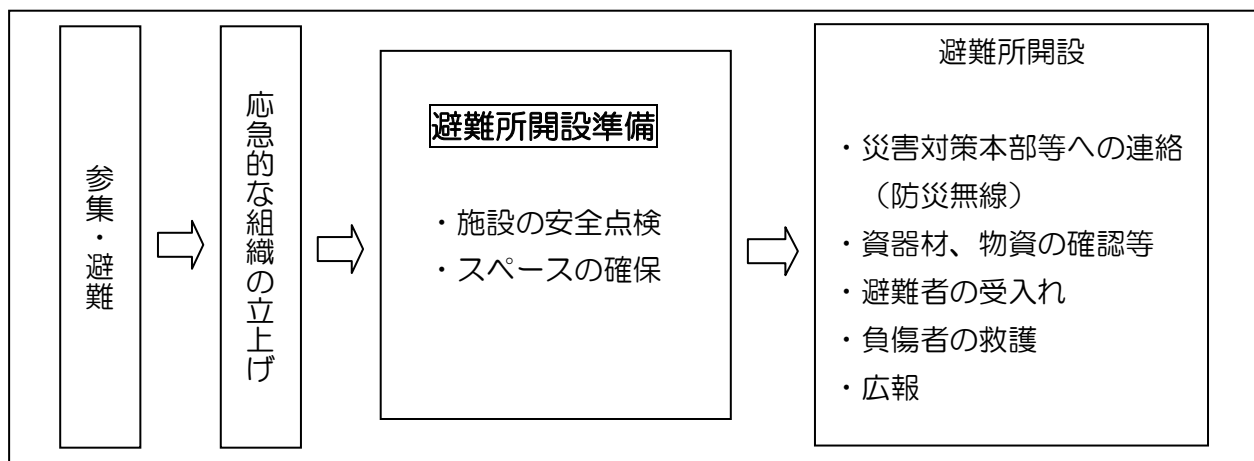 参集・避難
応急的な組織の立上げ
避難所開設準備
・施設の安全点検
・スペースの確保
避難所開設
・災害対策本部等への連絡
（防災無線）
・資器材、物資の確認等
・避難者の受入れ
・負傷者の救護
・広報